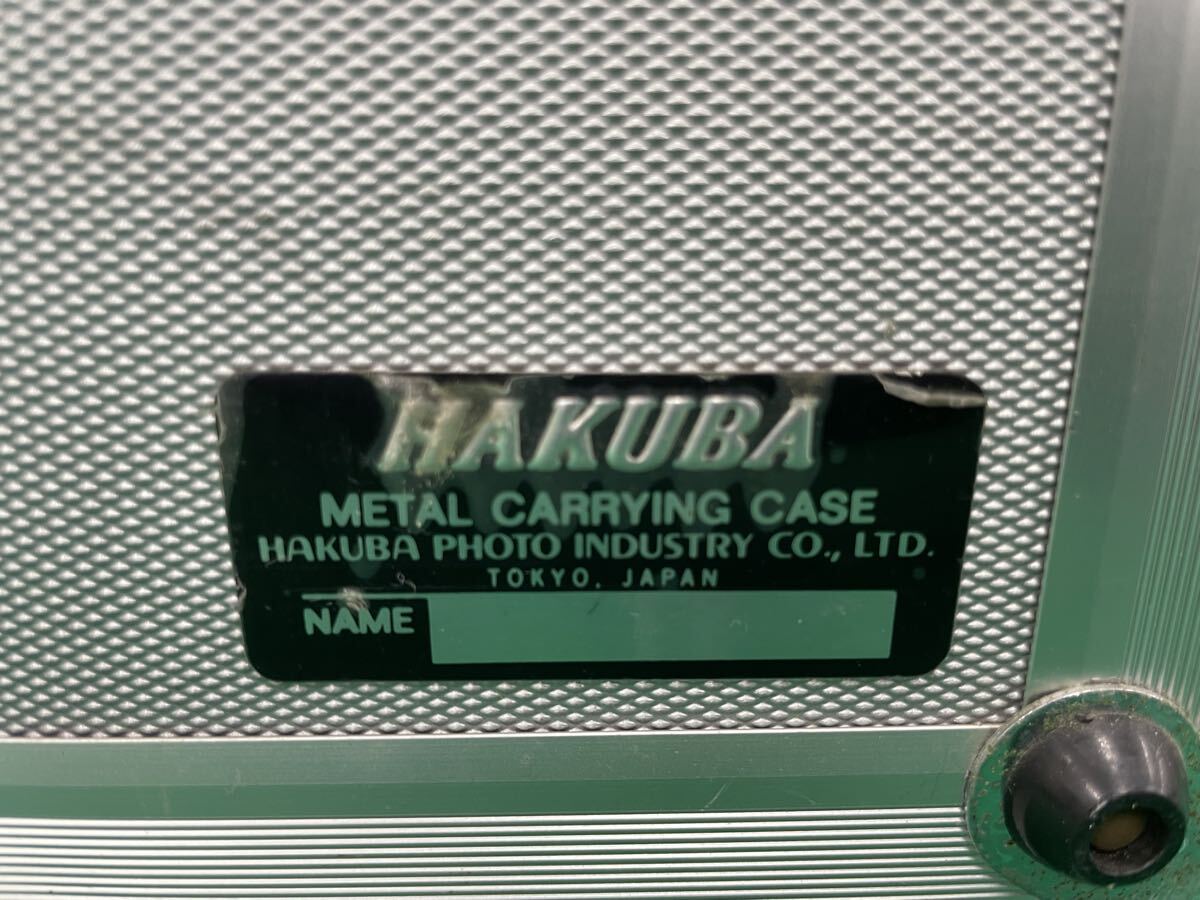 HAKUBA
METAL CARRYING CASE
HAKUBA PHOTO INDUSTRY CO., LTD.
TOKYO, JAPAN
NAME